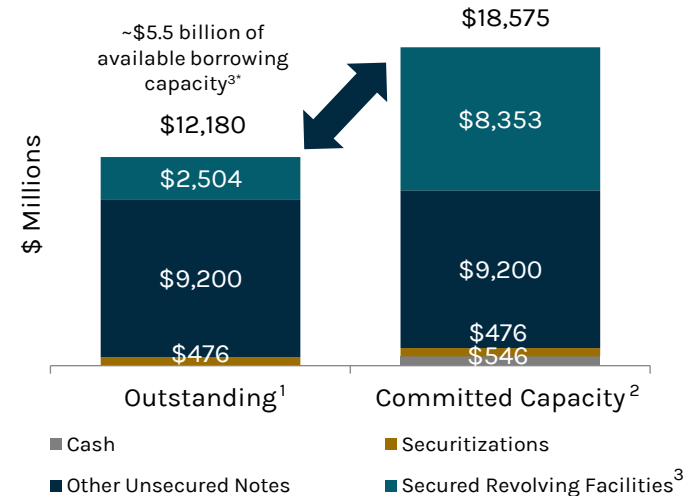 ~$5.5 billion of
available borrowing
capacity³*
$18,575
$12,180
$ Millions
$2,504
$8,353
$9,200
$9,200
$476
$476
$546
Outstanding¹
Committed Capacity²
Cash
Securitizations
Other Unsecured Notes
Secured Revolving Facilities³